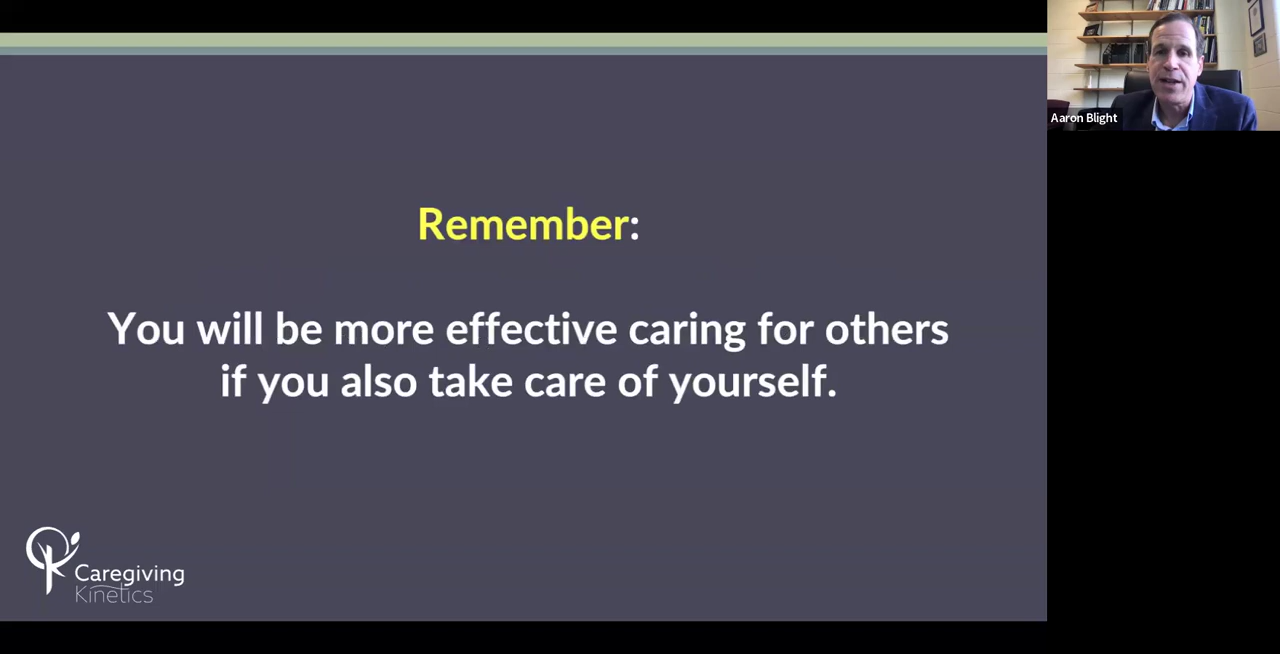 Aaron Blight
Remember:
You will be more effective caring for others
if you also take care of yourself.
Caregiving
Kinetics